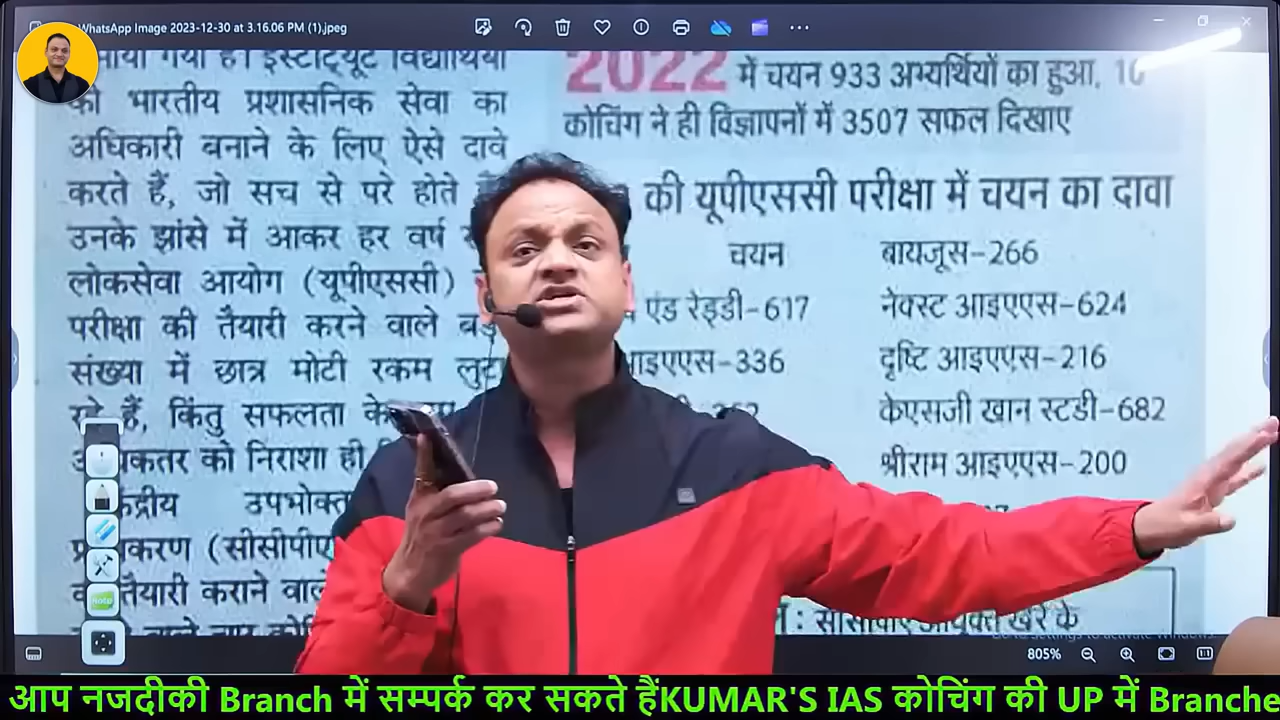 WhatsApp Image 2023-12-30 at 3.16.06 PM (1).jpeg
गया है। इंस्टीट्यूट विद्यार्थियों
को भारतीय प्रशासनिक सेवा का
अधिकारी बनाने के लिए ऐसे दावे
करते हैं, जो सच से परे होते
उनके झांसे में आकर हर वर्ष
लोकसेवा आयोग (यूपीएससी)
परीक्षा की तैयारी करने वाले
संख्या में छात्र मोटी रकम लुटा
रहे हैं, किंतु सफलता के
को निराशा ही
उपभोक्ता
(सीसीपीए
तैयारी कराने वाले
2022 में चयन 933 अभ्यर्थियों का हुआ,
कोचिंग ने ही विज्ञापनों में 3507 सफल दिखाए
की यूपीएससी परीक्षा में चयन का दावा
चयन बायजूस-266
एंड रेड्डी-617 नेक्स्ट आइएएस-624
आइएएस-336 दृष्टि आइएएस-216
केएसजी खान स्टडी-682
श्रीराम आइएएस-200
: सीसीपीए आयुक्त खरे के
805%
आप नजदीकी Branch में सम्पर्क कर सकते हैंKUMAR'S IAS कोचिंग की UP में Branche